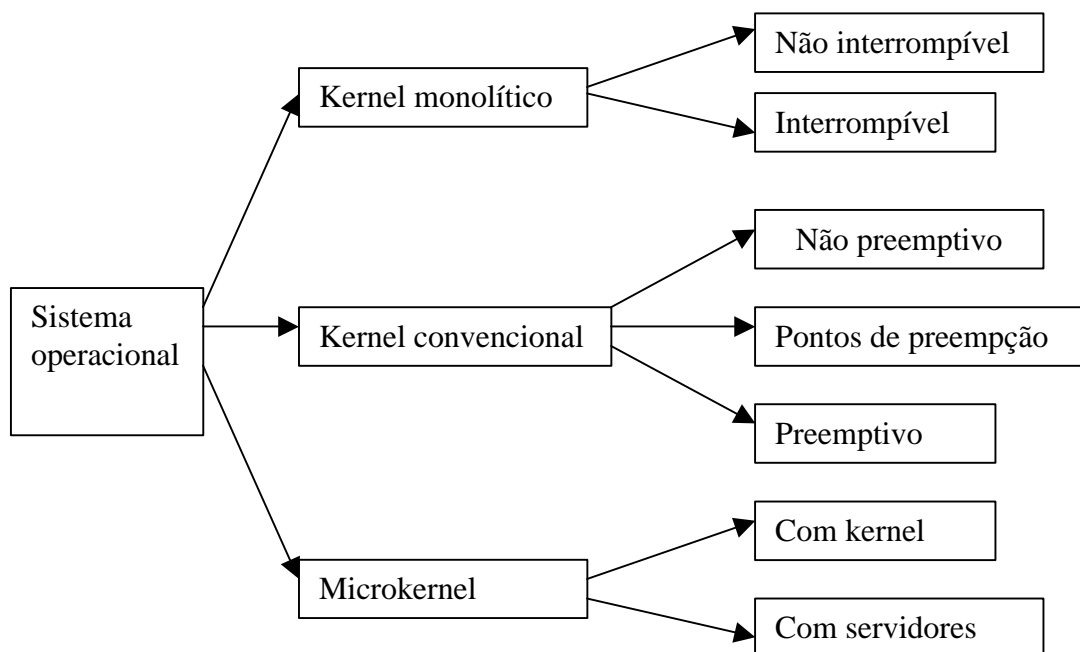 Não interrompível
Kernel monolítico
Interrompível
Não preemptivo
Sistema
operacional
Kernel convencional
Pontos de preempção
Preemptivo
Com kernel
Microkernel
Com servidores